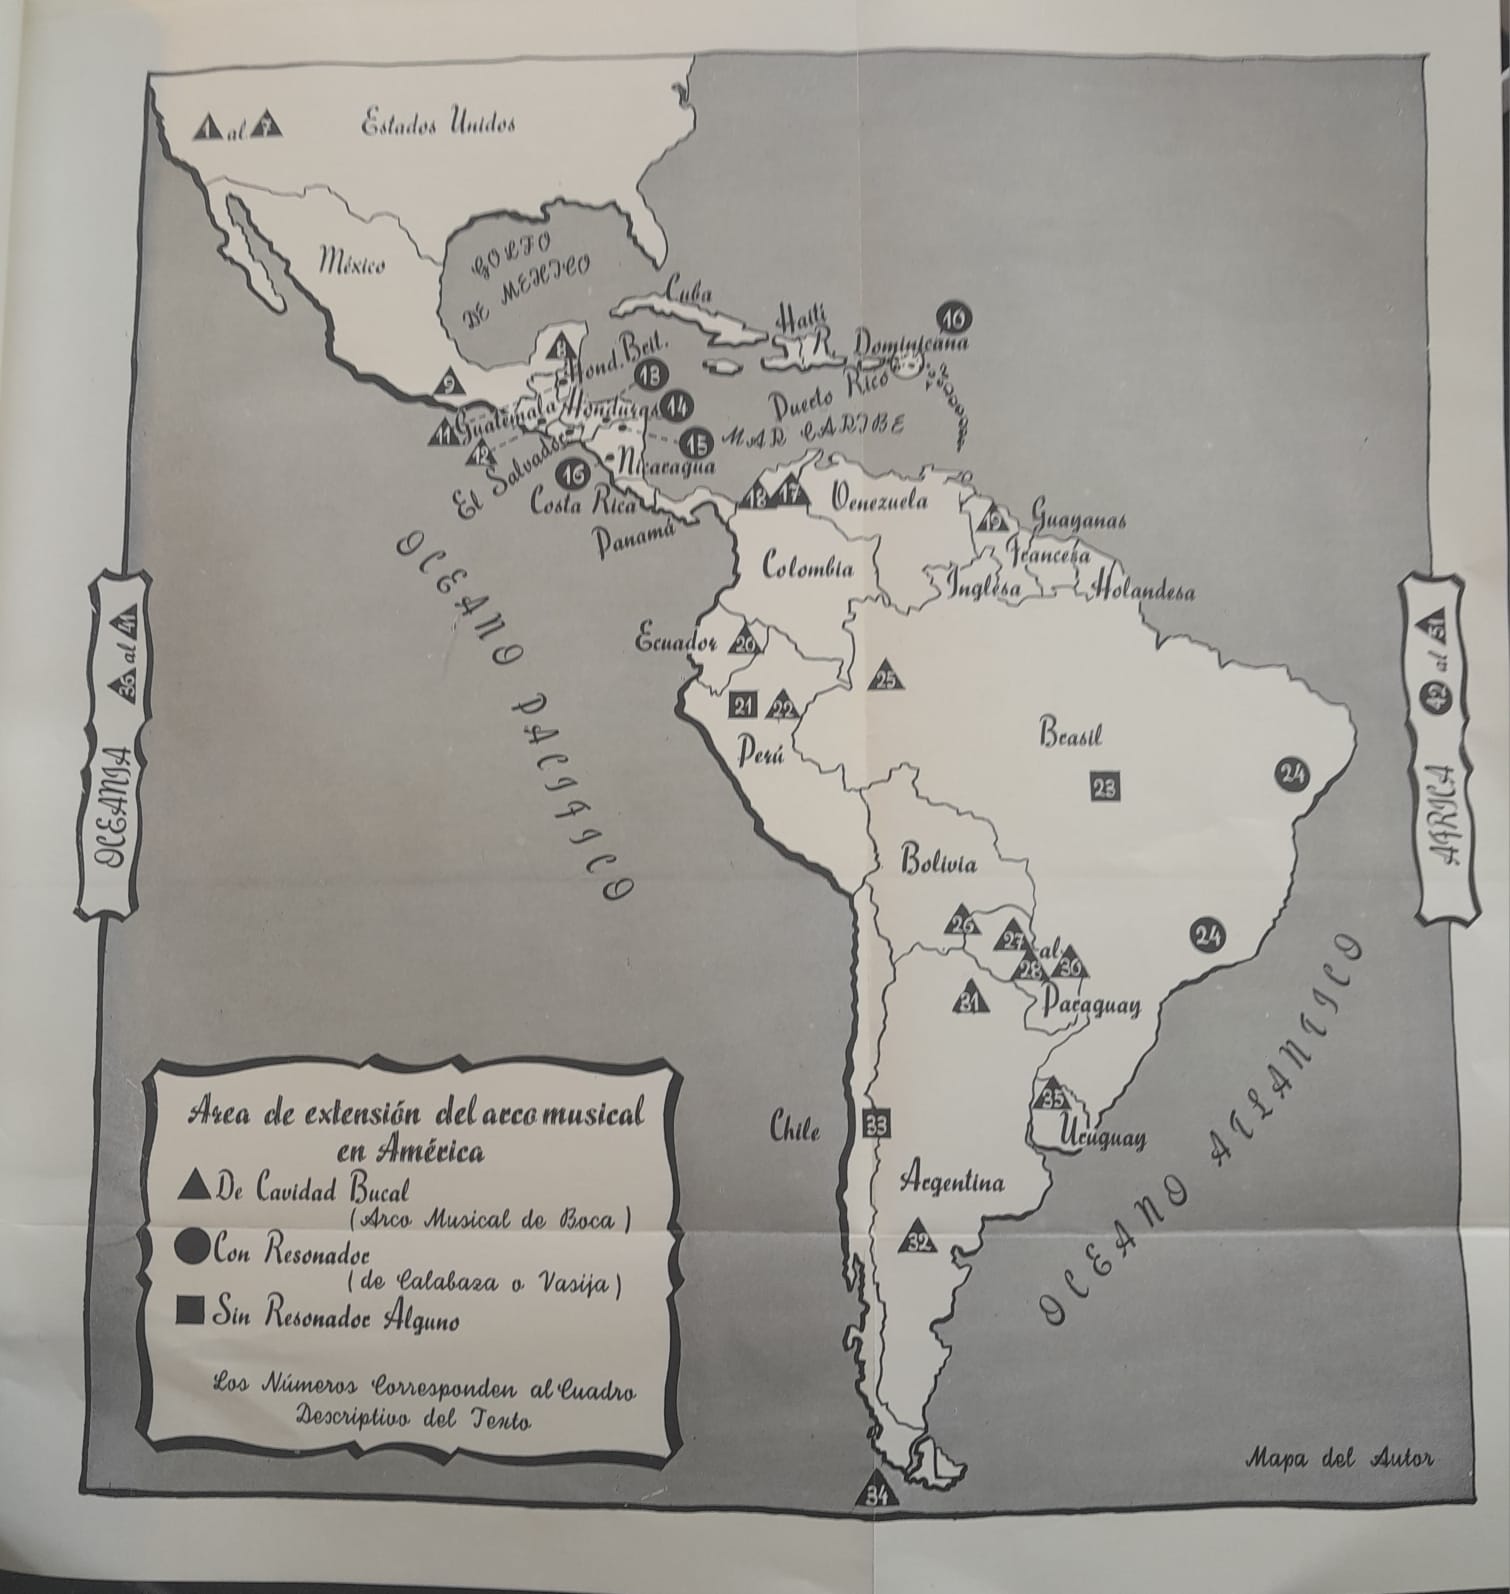 1 al 7
Estados Unidos
México
GOLFO
DE MEXICO
Cuba
Haití
R. Dominicana
10
Puerto Rico
MAR CARIBE
8
Hond. Brit.
9
13
Guatemala
Honduras
14
11
12
15
El Salvador
Nicaragua
16
Costa Rica
Panamá
18
17
Venezuela
19
Guayanas
Francesa
Inglesa
Holandesa
Colombia
OCEANO PACIFICO
Ecuador
20
25
21
22
Perú
Brasil
23
24
Bolivia
26
27
al
28
30
24
31
Paraguay
35
Uruguay
Chile
33
Argentina
32
34
OCEANO ATLANTICO
OCEANIA 36 al 41
AFRICA 42 al 51
Area de extensión del arco musical
en América
De Cavidad Bucal
(Arco Musical de Boca)
Con Resonador
(de Calabaza o Vasija)
Sin Resonador Alguno
Los Números Corresponden al Cuadro
Descriptivo del Texto
Mapa del Autor